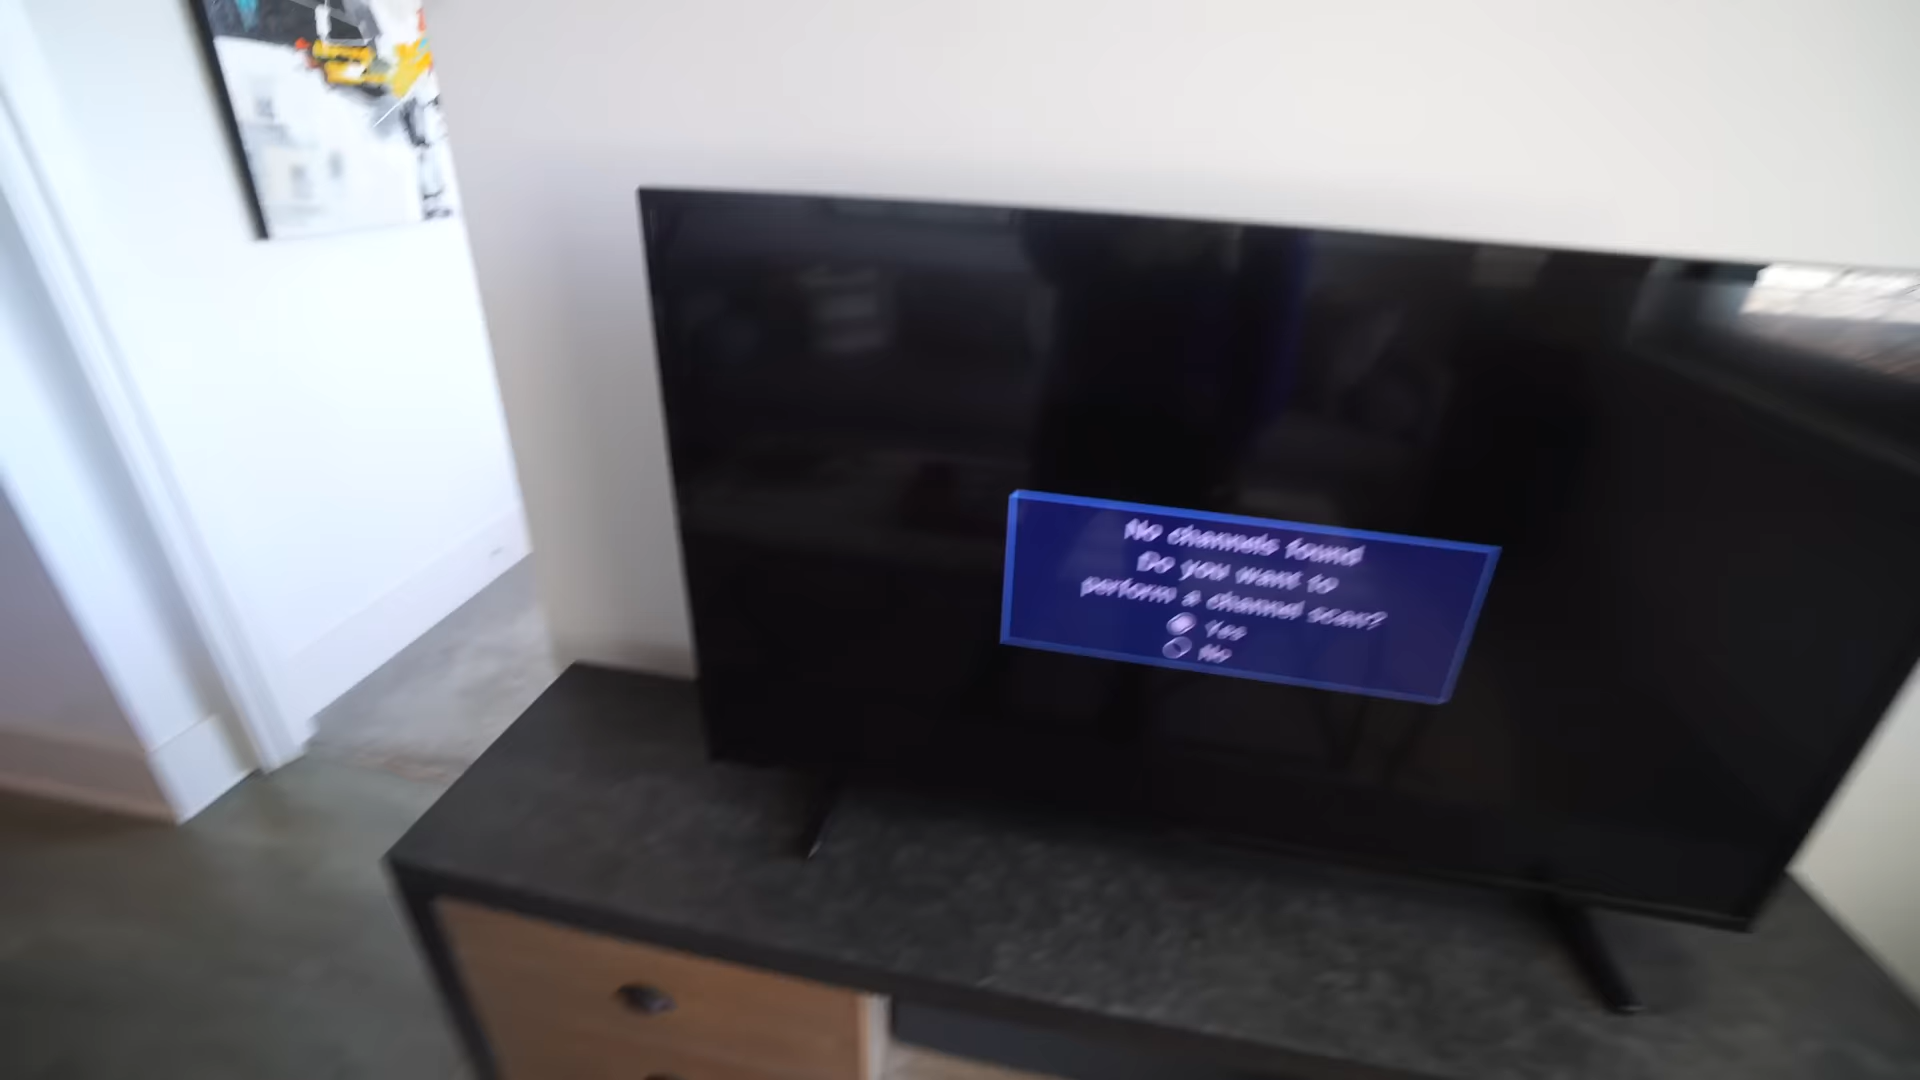 No channels found
Do you want to
perform a channel scan?
Yes
No